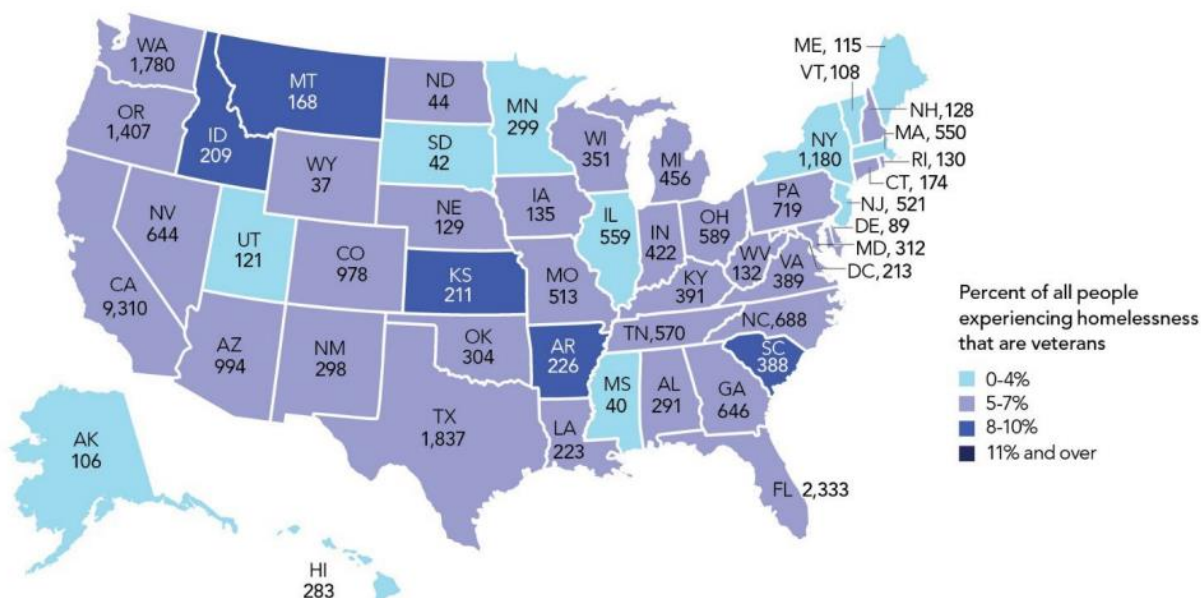 WA
1,780
OR
1,407
MT
168
ID
209
ND
44
MN
299
SD
42
WY
37
WI
351
MI
456
ME, 115
VT, 108
NH, 128
MA, 550
NY
1,180
RI, 130
CT, 174
NJ, 521
DE, 89
MD, 312
DC, 213
NV
644
UT
121
CO
978
NE
129
IA
135
IL
559
IN
422
OH
589
PA
719
WV
132
VA
389
CA
9,310
KS
211
MO
513
KY
391
AZ
994
NM
298
OK
304
AR
226
TN, 570
NC, 688
SC
388
TX
1,837
LA
223
MS
40
AL
291
GA
646
FL 2,333
AK
106
HI
283
Percent of all people
experiencing homelessness
that are veterans
0-4%
5-7%
8-10%
11% and over